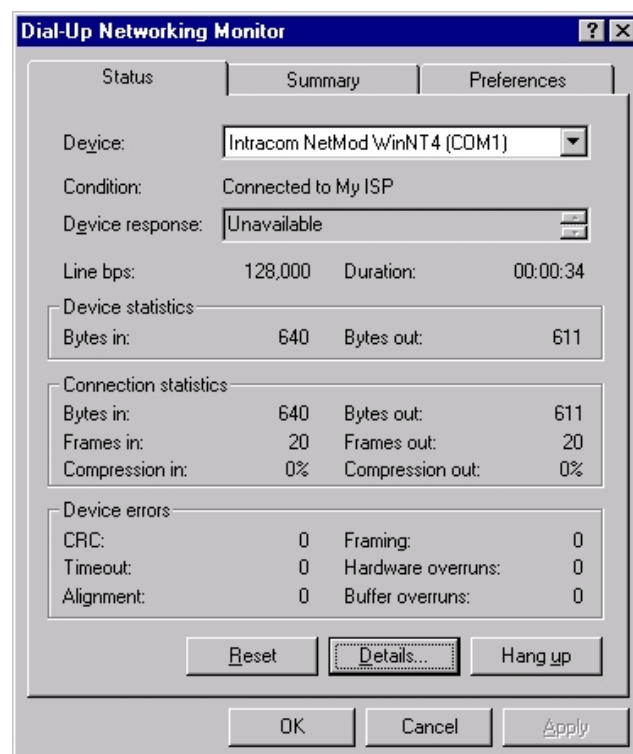 Dial-Up Networking Monitor
Status Summary Preferences
Device: Intracom NetMod WinNT4 (COM1)
Condition: Connected to My ISP
Device response: Unavailable
Line bps: 128,000 Duration: 00:00:34
Device statistics
Bytes in: 640 Bytes out: 611
Connection statistics
Bytes in: 640 Bytes out: 611
Frames in: 20 Frames out: 20
Compression in: 0% Compression out: 0%
Device errors
CRC: 0 Framing: 0
Timeout: 0 Hardware overruns: 0
Alignment: 0 Buffer overruns: 0
Reset Details... Hang up
OK Cancel Apply